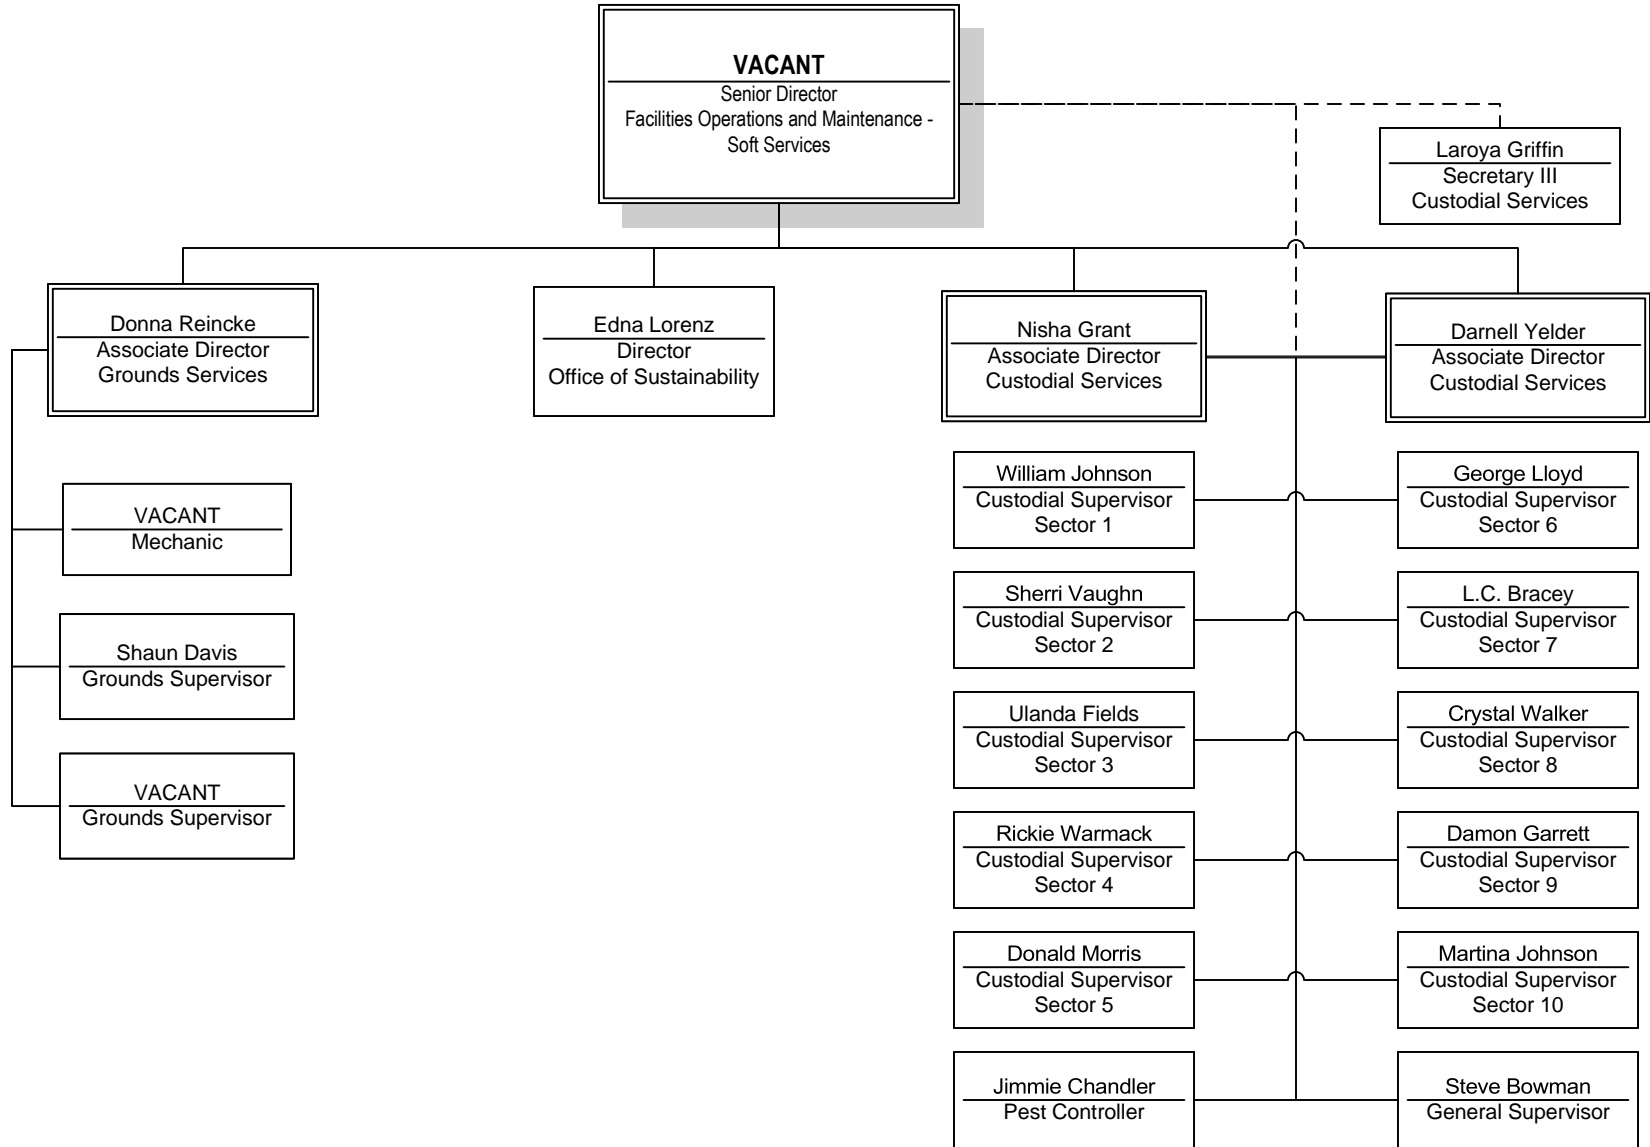 VACANT
Senior Director
Facilities Operations and Maintenance -
Soft Services
Laroya Griffin
Secretary III
Custodial Services
Donna Reincke
Associate Director
Grounds Services
Edna Lorenz
Director
Office of Sustainability
Nisha Grant
Associate Director
Custodial Services
Darnell Yelder
Associate Director
Custodial Services
VACANT
Mechanic
Shaun Davis
Grounds Supervisor
VACANT
Grounds Supervisor
William Johnson
Custodial Supervisor
Sector 1
George Lloyd
Custodial Supervisor
Sector 6
Sherri Vaughn
Custodial Supervisor
Sector 2
L.C. Bracey
Custodial Supervisor
Sector 7
Ulanda Fields
Custodial Supervisor
Sector 3
Crystal Walker
Custodial Supervisor
Sector 8
Rickie Warmack
Custodial Supervisor
Sector 4
Damon Garrett
Custodial Supervisor
Sector 9
Donald Morris
Custodial Supervisor
Sector 5
Martina Johnson
Custodial Supervisor
Sector 10
Jimmie Chandler
Pest Controller
Steve Bowman
General Supervisor